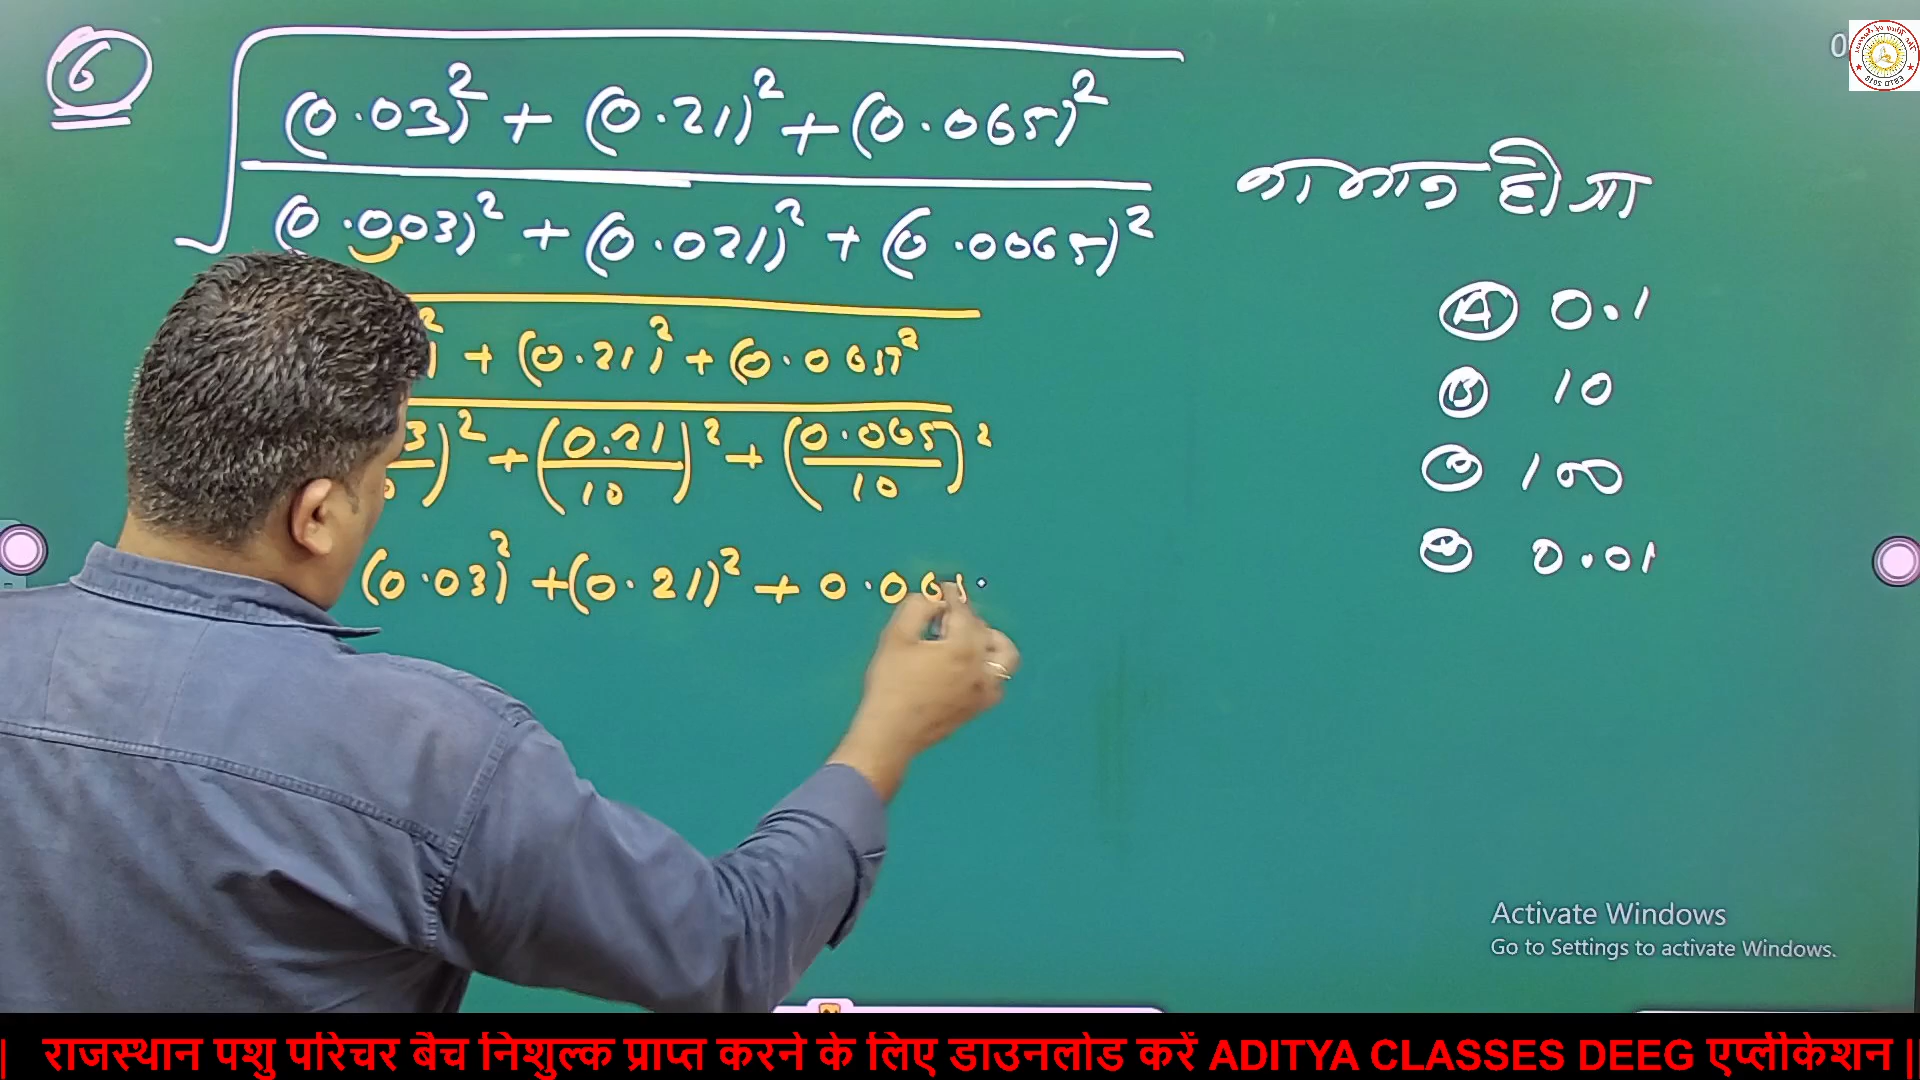 6
√ (0.03)² + (0.21)² + (0.065)²
(0.003)² + (0.021)² + (0.0065)²
का मान होगा
A 0.1
B 10
100
0.01
² + (0.21)² + (0.065)²
3)² + (0.21/10)² + (0.065/10)²
(0.03)² + (0.21)² + 0.06
Activate Windows
Go to Settings to activate Windows.
| राजस्थान पशु परिचर बैच निशुल्क प्राप्त करने के लिए डाउनलोड करें ADITYA CLASSES DEEG एप्लीकेशन ||